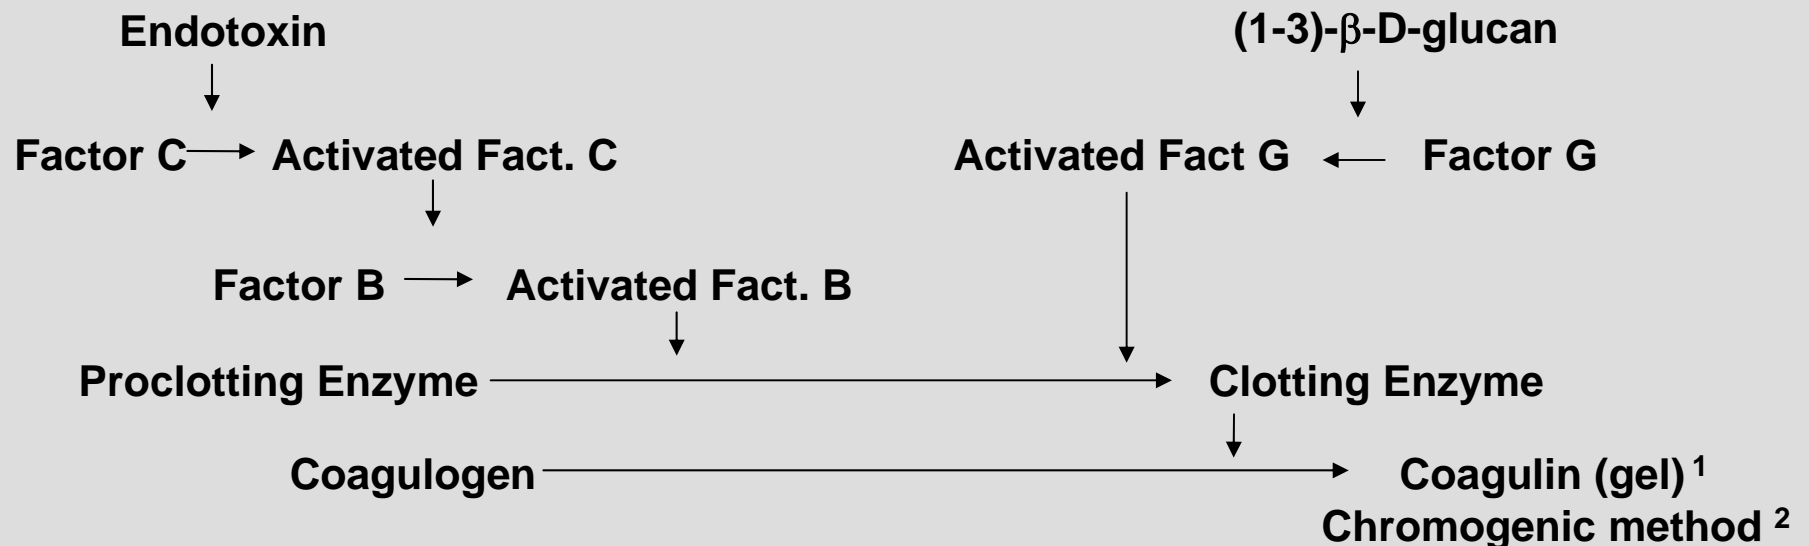 Endotoxin (1-3)-β-D-glucan
Factor C Activated Fact. C Activated Fact G Factor G
Factor B Activated Fact. B
Proclotting Enzyme Clotting Enzyme
Coagulogen Coagulin (gel) 1
Chromogenic method 2